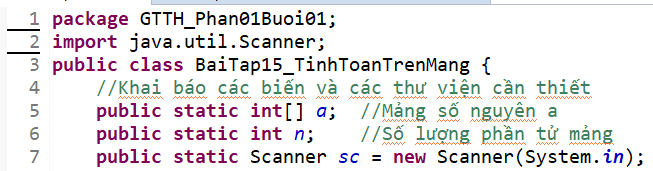 1 package GTTH_Phan01Buoi01;
2 import java.util.Scanner;
3 public class BaiTap15_TinhToanTrenMang {
4 //Khai báo các biến và các thư viện cần thiết
5 public static int[] a; //Mảng số nguyên a
6 public static int n; //Số lượng phần tử mảng
7 public static Scanner sc = new Scanner(System.in);